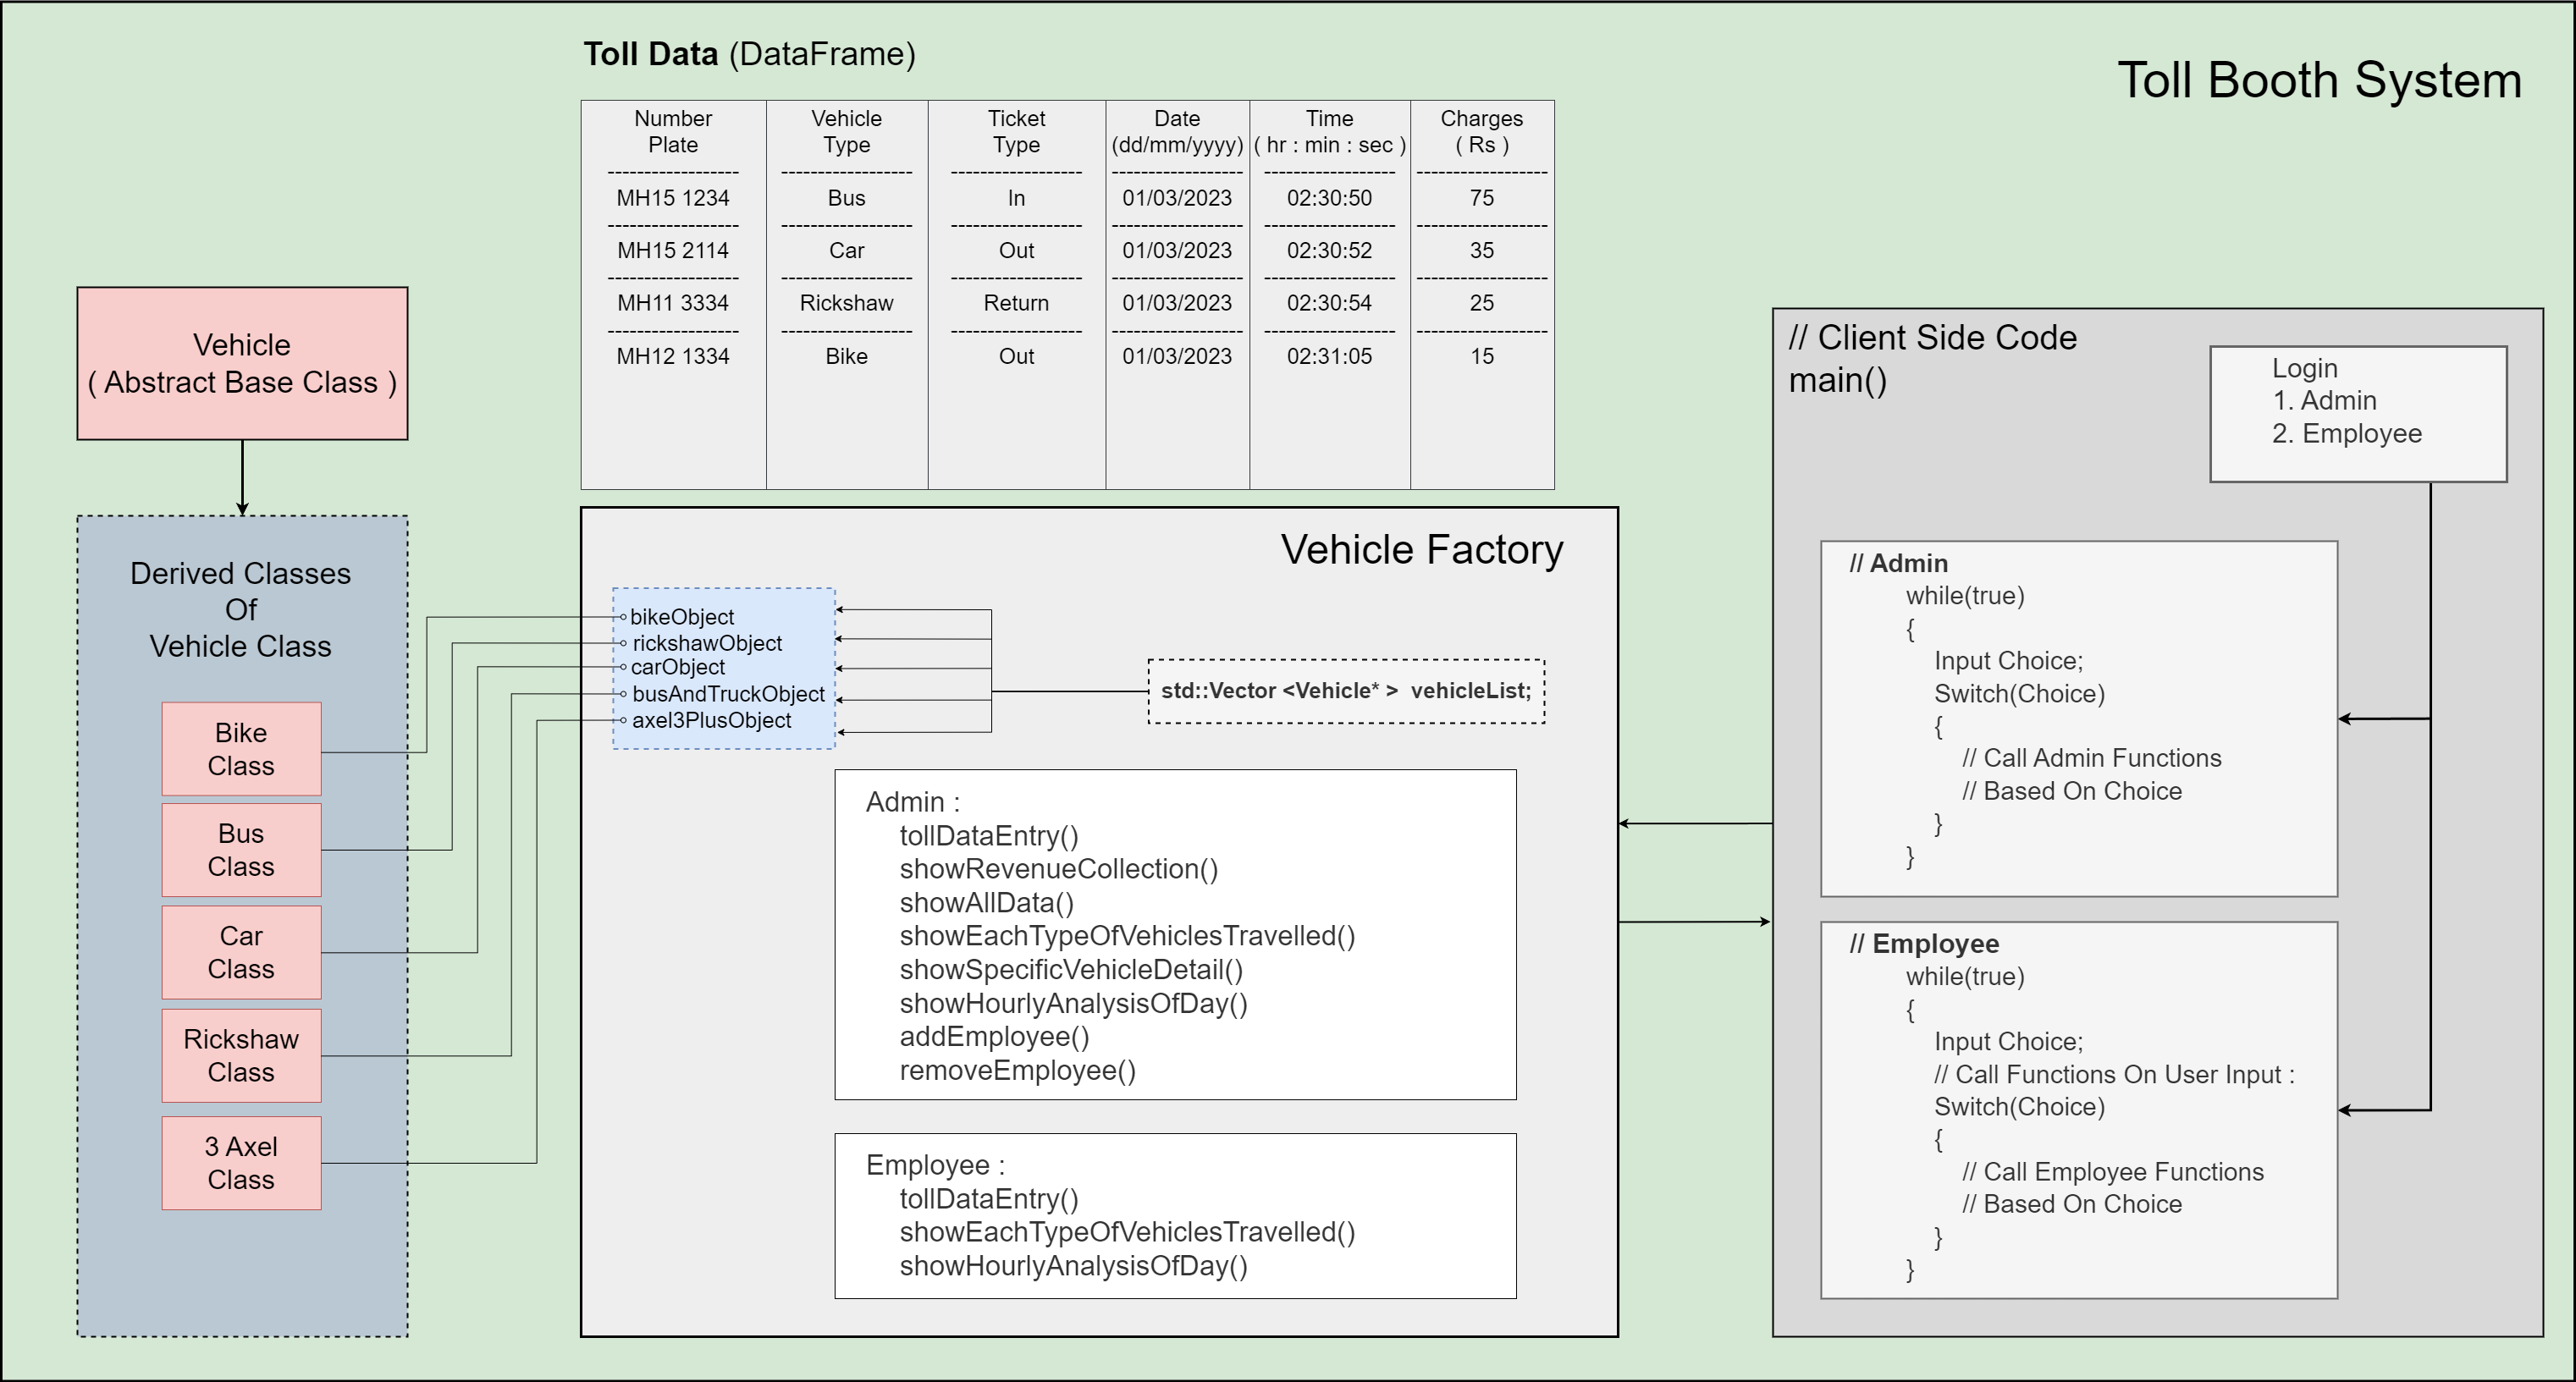 Toll Booth System
Toll Data (DataFrame)
Number Plate | Vehicle Type | Ticket Type | Date (dd/mm/yyyy) | Time ( hr : min : sec ) | Charges ( Rs )
------------------ | ------------------ | ------------------ | ------------------ | ------------------ | ------------------
MH15 1234 | Bus | In | 01/03/2023 | 02:30:50 | 75
------------------ | ------------------ | ------------------ | ------------------ | ------------------ | ------------------
MH15 2114 | Car | Out | 01/03/2023 | 02:30:52 | 35
------------------ | ------------------ | ------------------ | ------------------ | ------------------ | ------------------
MH11 3334 | Rickshaw | Return | 01/03/2023 | 02:30:54 | 25
------------------ | ------------------ | ------------------ | ------------------ | ------------------ | ------------------
MH12 1334 | Bike | Out | 01/03/2023 | 02:31:05 | 15
Vehicle
( Abstract Base Class )
Derived Classes
Of
Vehicle Class
Bike
Class
Bus
Class
Car
Class
Rickshaw
Class
3 Axel
Class
Vehicle Factory
bikeObject
rickshawObject
carObject
busAndTruckObject
axel3PlusObject
std::Vector <Vehicle* > vehicleList;
Admin :
tollDataEntry()
showRevenueCollection()
showAllData()
showEachTypeOfVehiclesTravelled()
showSpecificVehicleDetail()
showHourlyAnalysisOfDay()
addEmployee()
removeEmployee()
Employee :
tollDataEntry()
showEachTypeOfVehiclesTravelled()
showHourlyAnalysisOfDay()
// Client Side Code
main()
Login
1. Admin
2. Employee
// Admin
while(true)
{
Input Choice;
Switch(Choice)
{
// Call Admin Functions
// Based On Choice
}
}
// Employee
while(true)
{
Input Choice;
// Call Functions On User Input :
Switch(Choice)
{
// Call Employee Functions
// Based On Choice
}
}